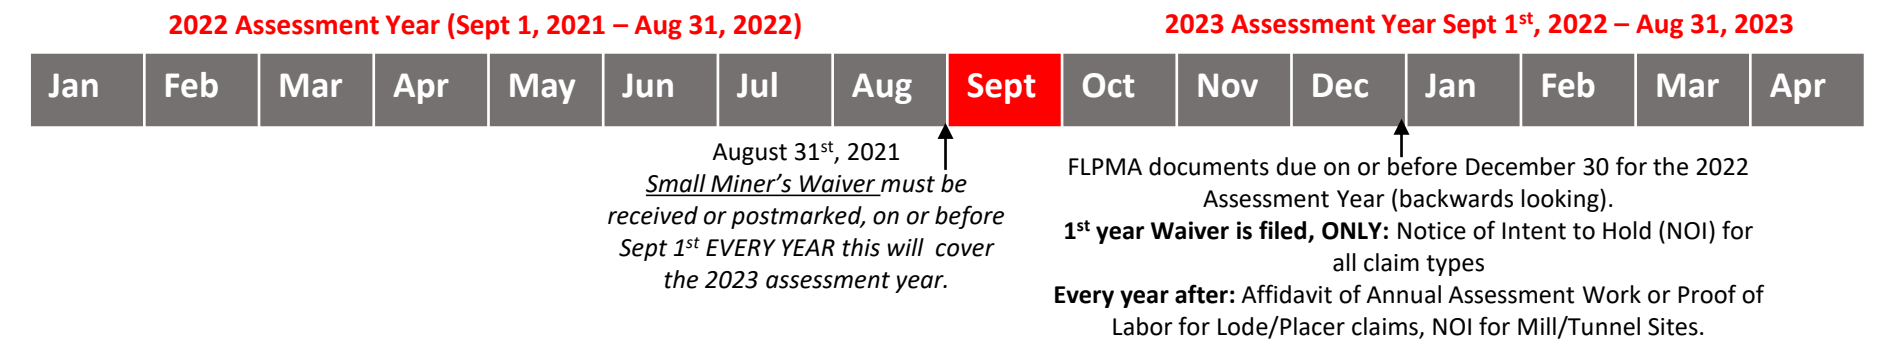 2022 Assessment Year (Sept 1, 2021 – Aug 31, 2022)
2023 Assessment Year Sept 1st, 2022 – Aug 31, 2023
Jan Feb Mar Apr May Jun Jul Aug Sept Oct Nov Dec Jan Feb Mar Apr
August 31st, 2021
Small Miner’s Waiver must be
received or postmarked, on or before
Sept 1st EVERY YEAR this will cover
the 2023 assessment year.
FLPMA documents due on or before December 30 for the 2022
Assessment Year (backwards looking).
1st year Waiver is filed, ONLY: Notice of Intent to Hold (NOI) for
all claim types
Every year after: Affidavit of Annual Assessment Work or Proof of
Labor for Lode/Placer claims, NOI for Mill/Tunnel Sites.